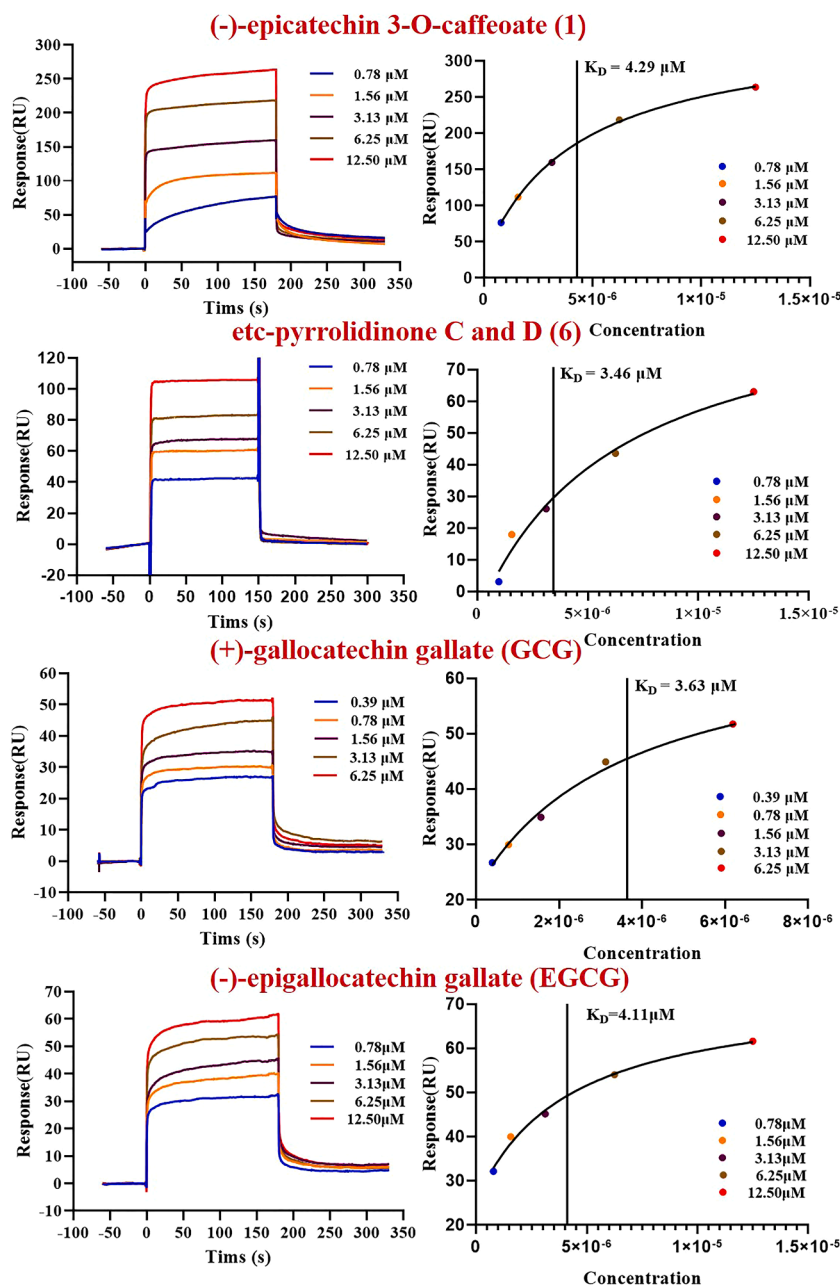 (-)-epicatechin 3-O-caffeoate (1)
300
250
200
150
100
50
0
Response(RU)
0.78 μM
1.56 μM
3.13 μM
6.25 μM
12.50 μM
-100 -50 0 50 100 150 200 250 300 350
Tims (s)
K_D = 4.29 μM
300
250
200
150
100
50
0
Response(RU)
0.78 μM
1.56 μM
3.13 μM
6.25 μM
12.50 μM
0 5×10⁻⁶ 1×10⁻⁵ 1.5×10⁻⁵
Concentration
etc-pyrrolidinone C and D (6)
120
100
80
60
40
20
0
-20
Response(RU)
0.78 μM
1.56 μM
3.13 μM
6.25 μM
12.50 μM
-100 -50 0 50 100 150 200 250 300 350
Tims (s)
K_D = 3.46 μM
70
60
50
40
30
20
10
0
Response(RU)
0.78 μM
1.56 μM
3.13 μM
6.25 μM
12.50 μM
0 5×10⁻⁶ 1×10⁻⁵ 1.5×10⁻⁵
Concentration
(+)-gallocatechin gallate (GCG)
60
50
40
30
20
10
0
-10
Response(RU)
0.39 μM
0.78 μM
1.56 μM
3.13 μM
6.25 μM
-100 -50 0 50 100 150 200 250 300 350
Tims (s)
K_D = 3.63 μM
60
50
40
30
20
Response(RU)
0.39 μM
0.78 μM
1.56 μM
3.13 μM
6.25 μM
0 2×10⁻⁶ 4×10⁻⁶ 6×10⁻⁶ 8×10⁻⁶
Concentration
(-)-epigallocatechin gallate (EGCG)
70
60
50
40
30
20
10
0
-10
Response(RU)
0.78μM
1.56μM
3.13μM
6.25μM
12.50μM
-100 -50 0 50 100 150 200 250 300 350
Tims (s)
K_D=4.11μM
70
60
50
40
30
20
Response(RU)
0.78μM
1.56μM
3.13μM
6.25μM
12.50μM
0 5×10⁻⁶ 1×10⁻⁵ 1.5×10⁻⁵
Concentration